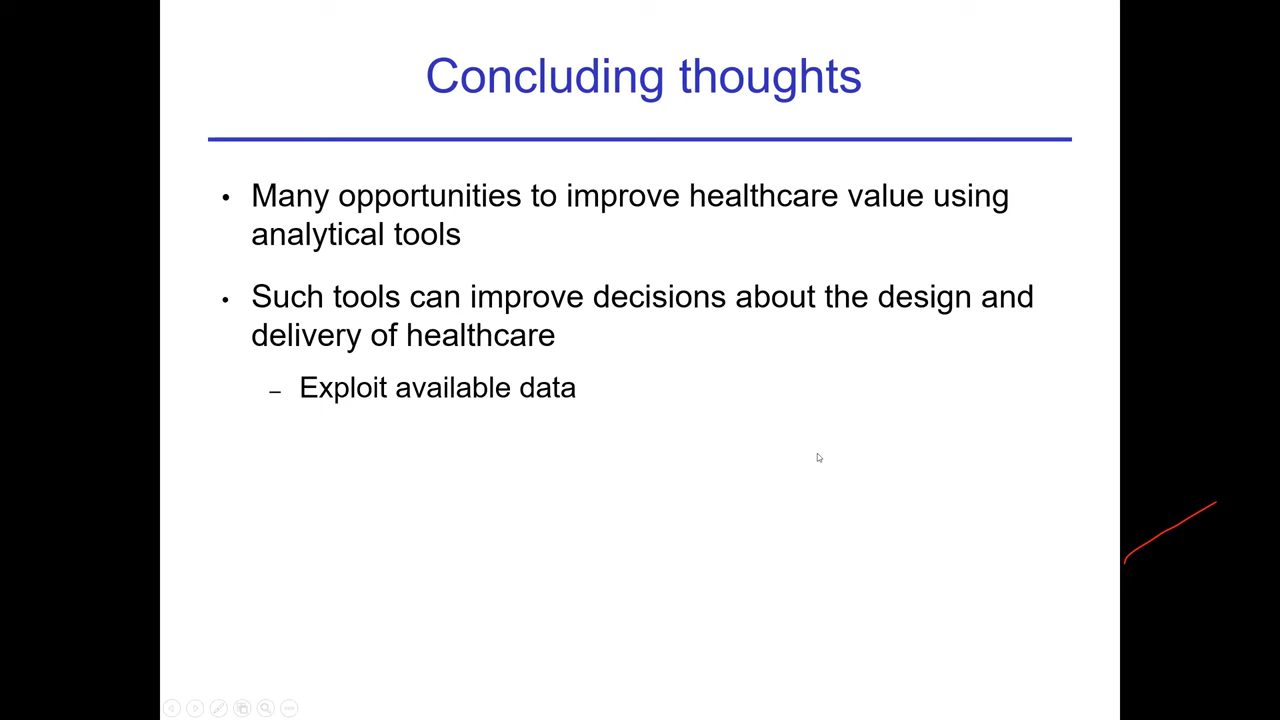 Concluding thoughts
• Many opportunities to improve healthcare value using
analytical tools
• Such tools can improve decisions about the design and
delivery of healthcare
– Exploit available data